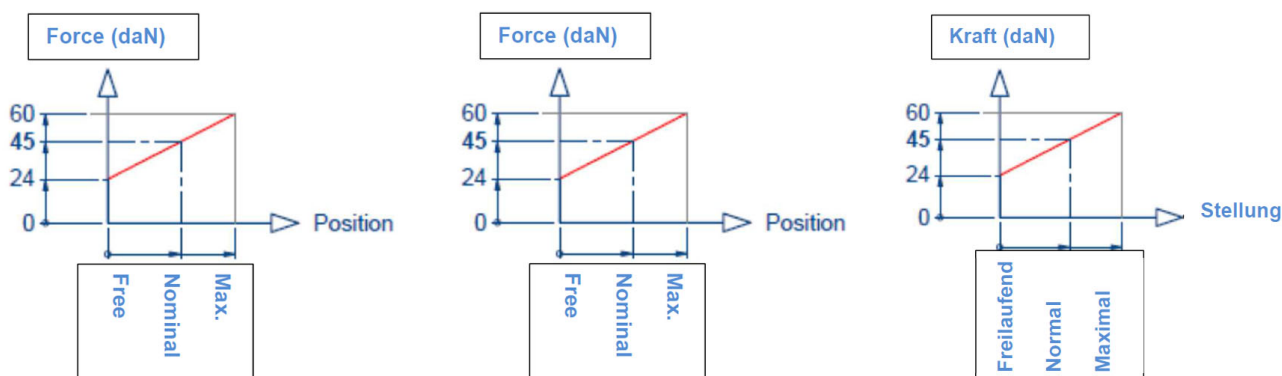 Force (daN)
60
45
24
0
Position
Free
Nominal
Max.
Force (daN)
60
45
24
0
Position
Free
Nominal
Max.
Kraft (daN)
60
45
24
0
Stellung
Freilaufend
Normal
Maximal